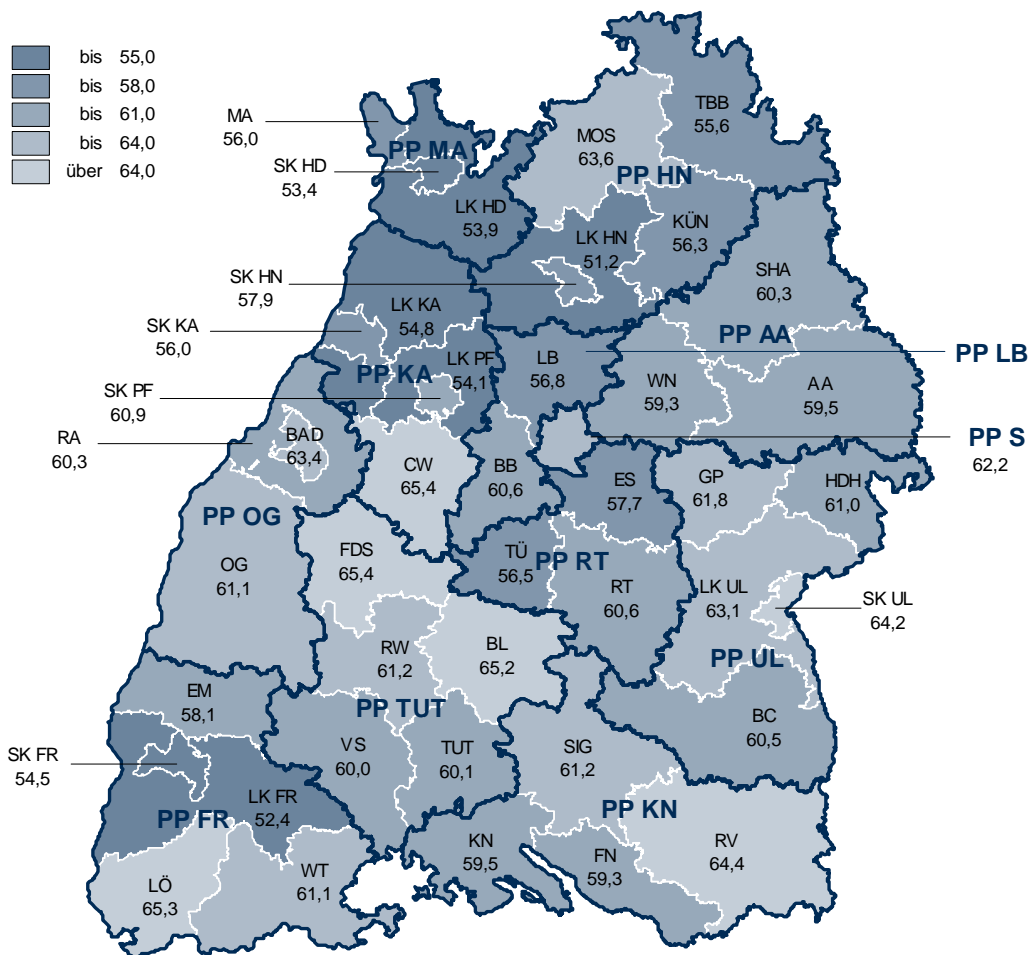 bis 55,0
bis 58,0
bis 61,0
bis 64,0
über 64,0
TBB
55,6
MA
56,0
MOS
63,6
PP MA
SK HD
53,4
PP HN
LK HD
53,9
KÜN
56,3
LK HN
51,2
SHA
60,3
SK HN
57,9
LK KA
54,8
SK KA
56,0
PP AA
LK PF
54,1
LB
56,8
PP LB
PP KA
WN
59,3
AA
59,5
SK PF
60,9
RA
60,3
BAD
63,4
PP S
62,2
CW
65,4
BB
60,6
ES
57,7
GP
61,8
HDH
61,0
PP OG
FDS
65,4
TÜ
56,5
PP RT
OG
61,1
RT
60,6
LK UL
63,1
SK UL
64,2
RW
61,2
BL
65,2
PP UL
EM
58,1
PP TUT
BC
60,5
VS
60,0
TUT
60,1
SIG
61,2
SK FR
54,5
LK FR
52,4
PP FR
PP KN
KN
59,5
RV
64,4
FN
59,3
LÖ
65,3
WT
61,1